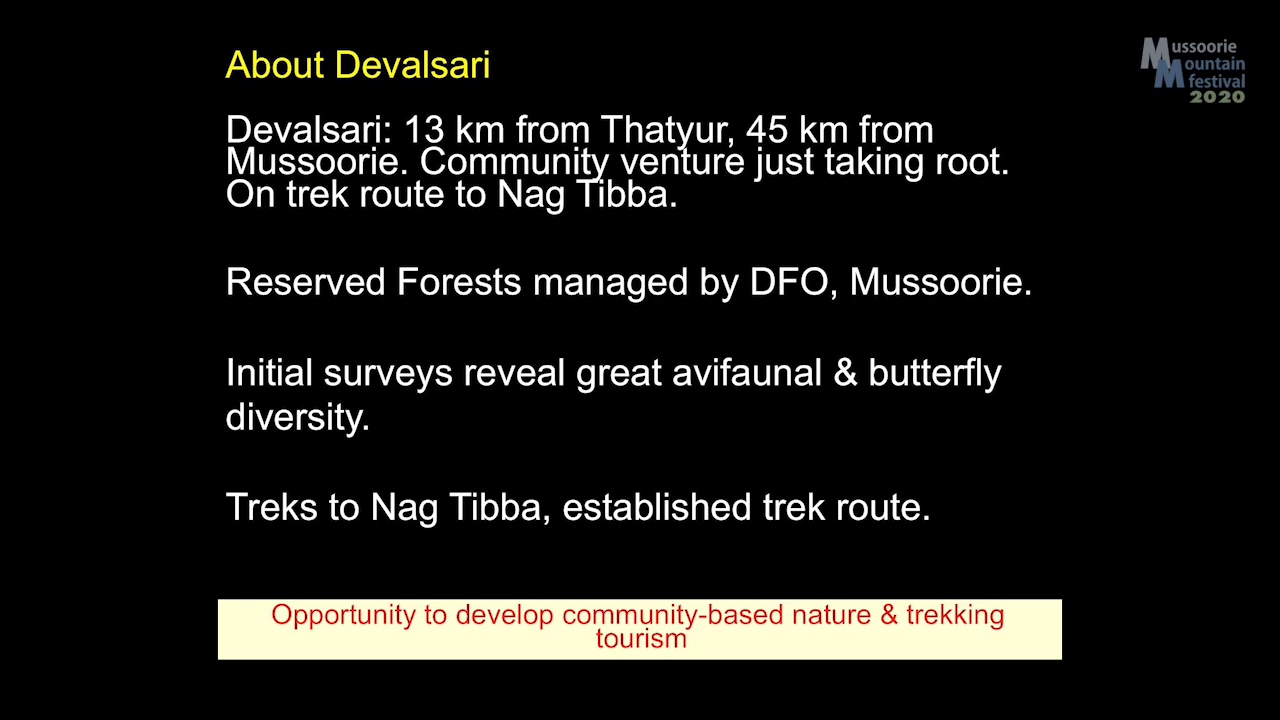 About Devalsari
Mussoorie
Mountain
festival
2020
Devalsari: 13 km from Thatyur, 45 km from
Mussoorie. Community venture just taking root.
On trek route to Nag Tibba.
Reserved Forests managed by DFO, Mussoorie.
Initial surveys reveal great avifaunal & butterfly
diversity.
Treks to Nag Tibba, established trek route.
Opportunity to develop community-based nature & trekking
tourism